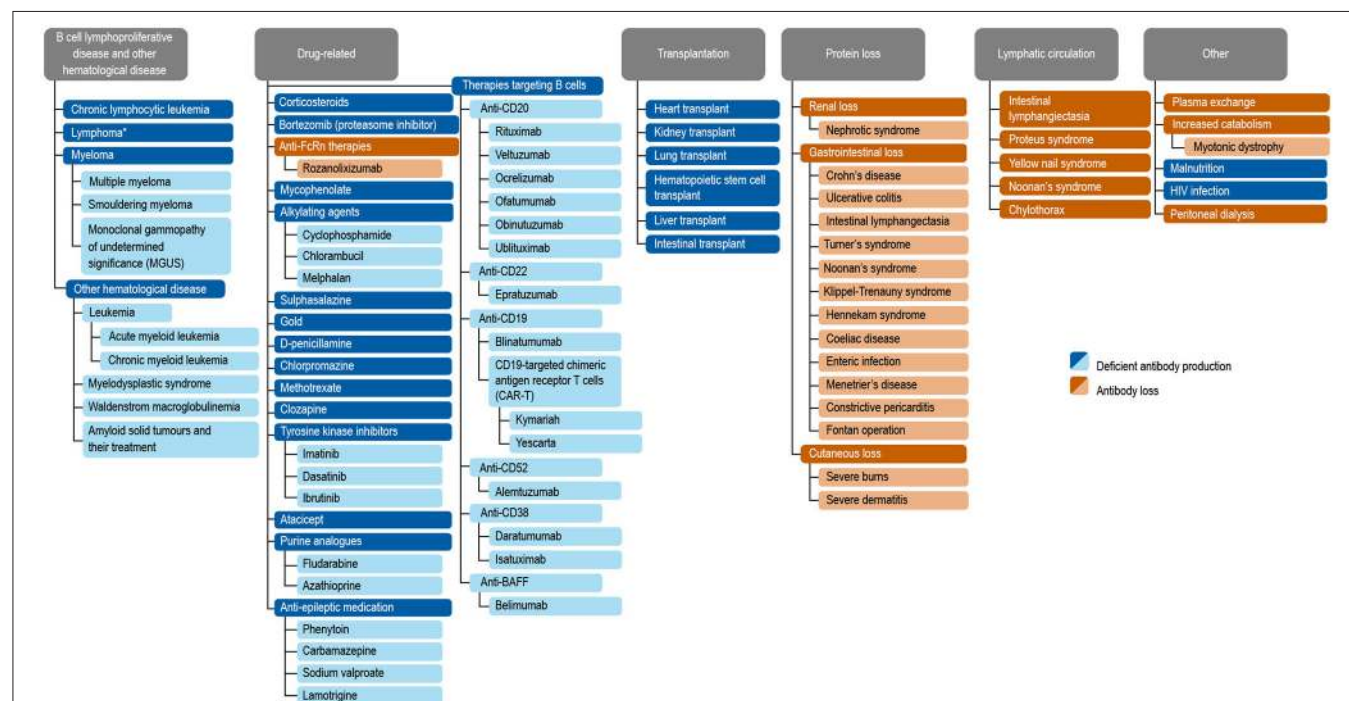 B cell lymphoproliferative
disease and other
hematological disease
Chronic lymphocytic leukemia
Lymphoma*
Myeloma
Multiple myeloma
Smouldering myeloma
Monoclonal gammopathy
of undetermined
significance (MGUS)
Other hematological disease
Leukemia
Acute myeloid leukemia
Chronic myeloid leukemia
Myelodysplastic syndrome
Waldenstrom macroglobulinemia
Amyloid solid tumours and
their treatment
Drug-related
Corticosteroids
Bortezomib (proteasome inhibitor)
Anti-FcRn therapies
Rozanolixizumab
Mycophenolate
Alkylating agents
Cyclophosphamide
Chlorambucil
Melphalan
Sulphasalazine
Gold
D-penicillamine
Chlorpromazine
Methotrexate
Clozapine
Tyrosine kinase inhibitors
Imatinib
Dasatinib
Ibrutinib
Atacicept
Purine analogues
Fludarabine
Azathioprine
Anti-epileptic medication
Phenytoin
Carbamazepine
Sodium valproate
Lamotrigine
Therapies targeting B cells
Anti-CD20
Rituximab
Veltuzumab
Ocrelizumab
Ofatumumab
Obinutuzumab
Ublituximab
Anti-CD22
Epratuzumab
Anti-CD19
Blinatumumab
CD19-targeted chimeric
antigen receptor T cells
(CAR-T)
Kymariah
Yescarta
Anti-CD52
Alemtuzumab
Anti-CD38
Daratumumab
Isatuximab
Anti-BAFF
Belimumab
Transplantation
Heart transplant
Kidney transplant
Lung transplant
Hematopoietic stem cell
transplant
Liver transplant
Intestinal transplant
Protein loss
Renal loss
Nephrotic syndrome
Gastrointestinal loss
Crohn's disease
Ulcerative colitis
Intestinal lymphangectasia
Turner's syndrome
Noonan's syndrome
Klippel-Trenauny syndrome
Hennekam syndrome
Coeliac disease
Enteric infection
Menetrier's disease
Constrictive pericarditis
Fontan operation
Cutaneous loss
Severe burns
Severe dermatitis
Lymphatic circulation
Intestinal
lymphangiectasia
Proteus syndrome
Yellow nail syndrome
Noonan's syndrome
Chylothorax
Other
Plasma exchange
Increased catabolism
Myotonic dystrophy
Malnutrition
HIV infection
Peritoneal dialysis
Deficient antibody production
Antibody loss